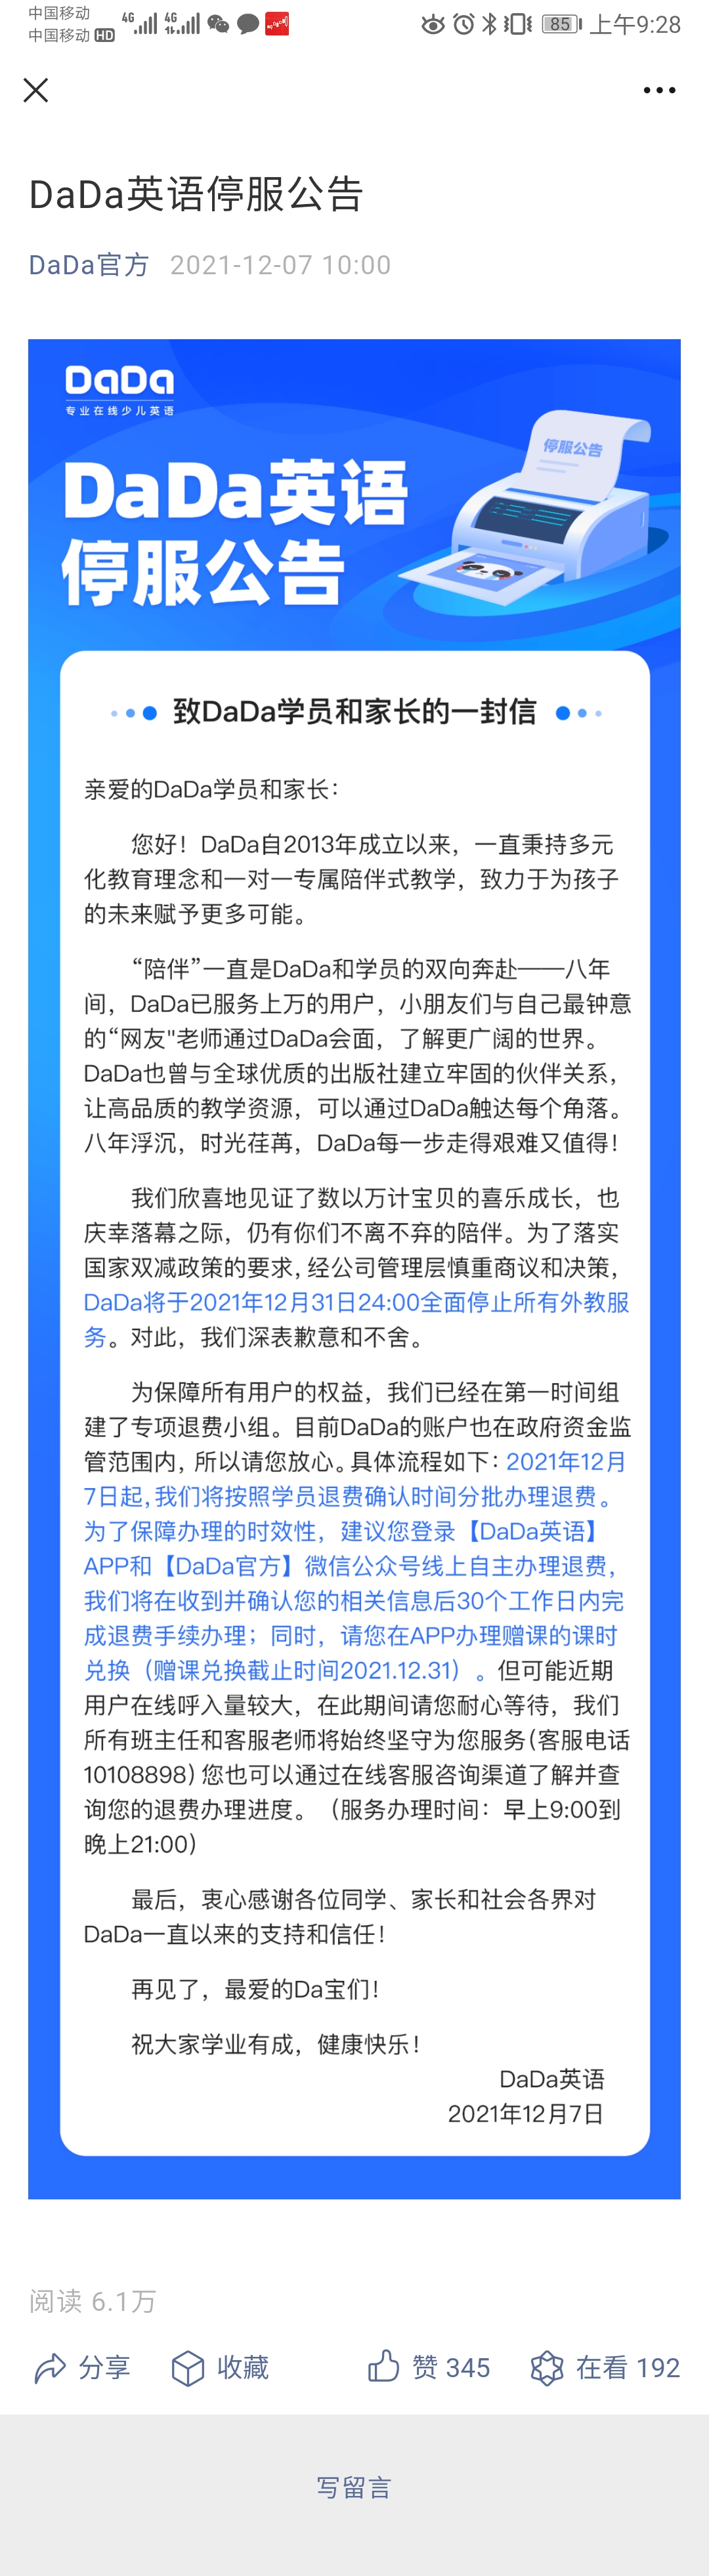 中国移动
中国移动 HD
4G
4G
85
上午9:28
DaDa英语停服公告
DaDa官方 2021-12-07 10:00
DaDa
专业在线少儿英语
停服公告
DaDa英语
停服公告
致DaDa学员和家长的一封信
亲爱的DaDa学员和家长：
您好！DaDa自2013年成立以来，一直秉持多元
化教育理念和一对一专属陪伴式教学，致力于为孩子
的未来赋予更多可能。
“陪伴”一直是DaDa和学员的双向奔赴——八年
间，DaDa已服务上万的用户，小朋友们与自己最钟意
的“网友"老师通过DaDa会面，了解更广阔的世界。
DaDa也曾与全球优质的出版社建立牢固的伙伴关系，
让高品质的教学资源，可以通过DaDa触达每个角落。
八年浮沉，时光荏苒，DaDa每一步走得艰难又值得！
我们欣喜地见证了数以万计宝贝的喜乐成长，也
庆幸落幕之际，仍有你们不离不弃的陪伴。为了落实
国家双减政策的要求，经公司管理层慎重商议和决策，
DaDa将于2021年12月31日24:00全面停止所有外教服
务。对此，我们深表歉意和不舍。
为保障所有用户的权益，我们已经在第一时间组
建了专项退费小组。目前DaDa的账户也在政府资金监
管范围内，所以请您放心。具体流程如下：2021年12月
7日起，我们将按照学员退费确认时间分批办理退费。
为了保障办理的时效性，建议您登录【DaDa英语】
APP和【DaDa官方】微信公众号线上自主办理退费，
我们将在收到并确认您的相关信息后30个工作日内完
成退费手续办理；同时，请您在APP办理赠课的课时
兑换（赠课兑换截止时间2021.12.31）。但可能近期
用户在线呼入量较大，在此期间请您耐心等待，我们
所有班主任和客服老师将始终坚守为您服务（客服电话
10108898）您也可以通过在线客服咨询渠道了解并查
询您的退费办理进度。（服务办理时间：早上9:00到
晚上21:00）
最后，衷心感谢各位同学、家长和社会各界对
DaDa一直以来的支持和信任！
再见了，最爱的Da宝们！
祝大家学业有成，健康快乐！
DaDa英语
2021年12月7日
阅读 6.1万
分享 收藏 赞 345 在看 192
写留言